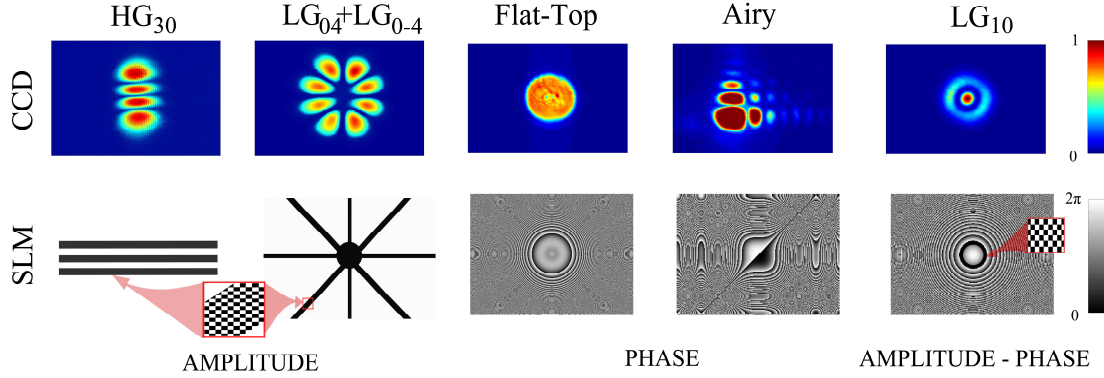 HG30 LG04+LG0-4 Flat-Top Airy LG10
CCD
1
0
SLM
2π
0
AMPLITUDE PHASE AMPLITUDE - PHASE